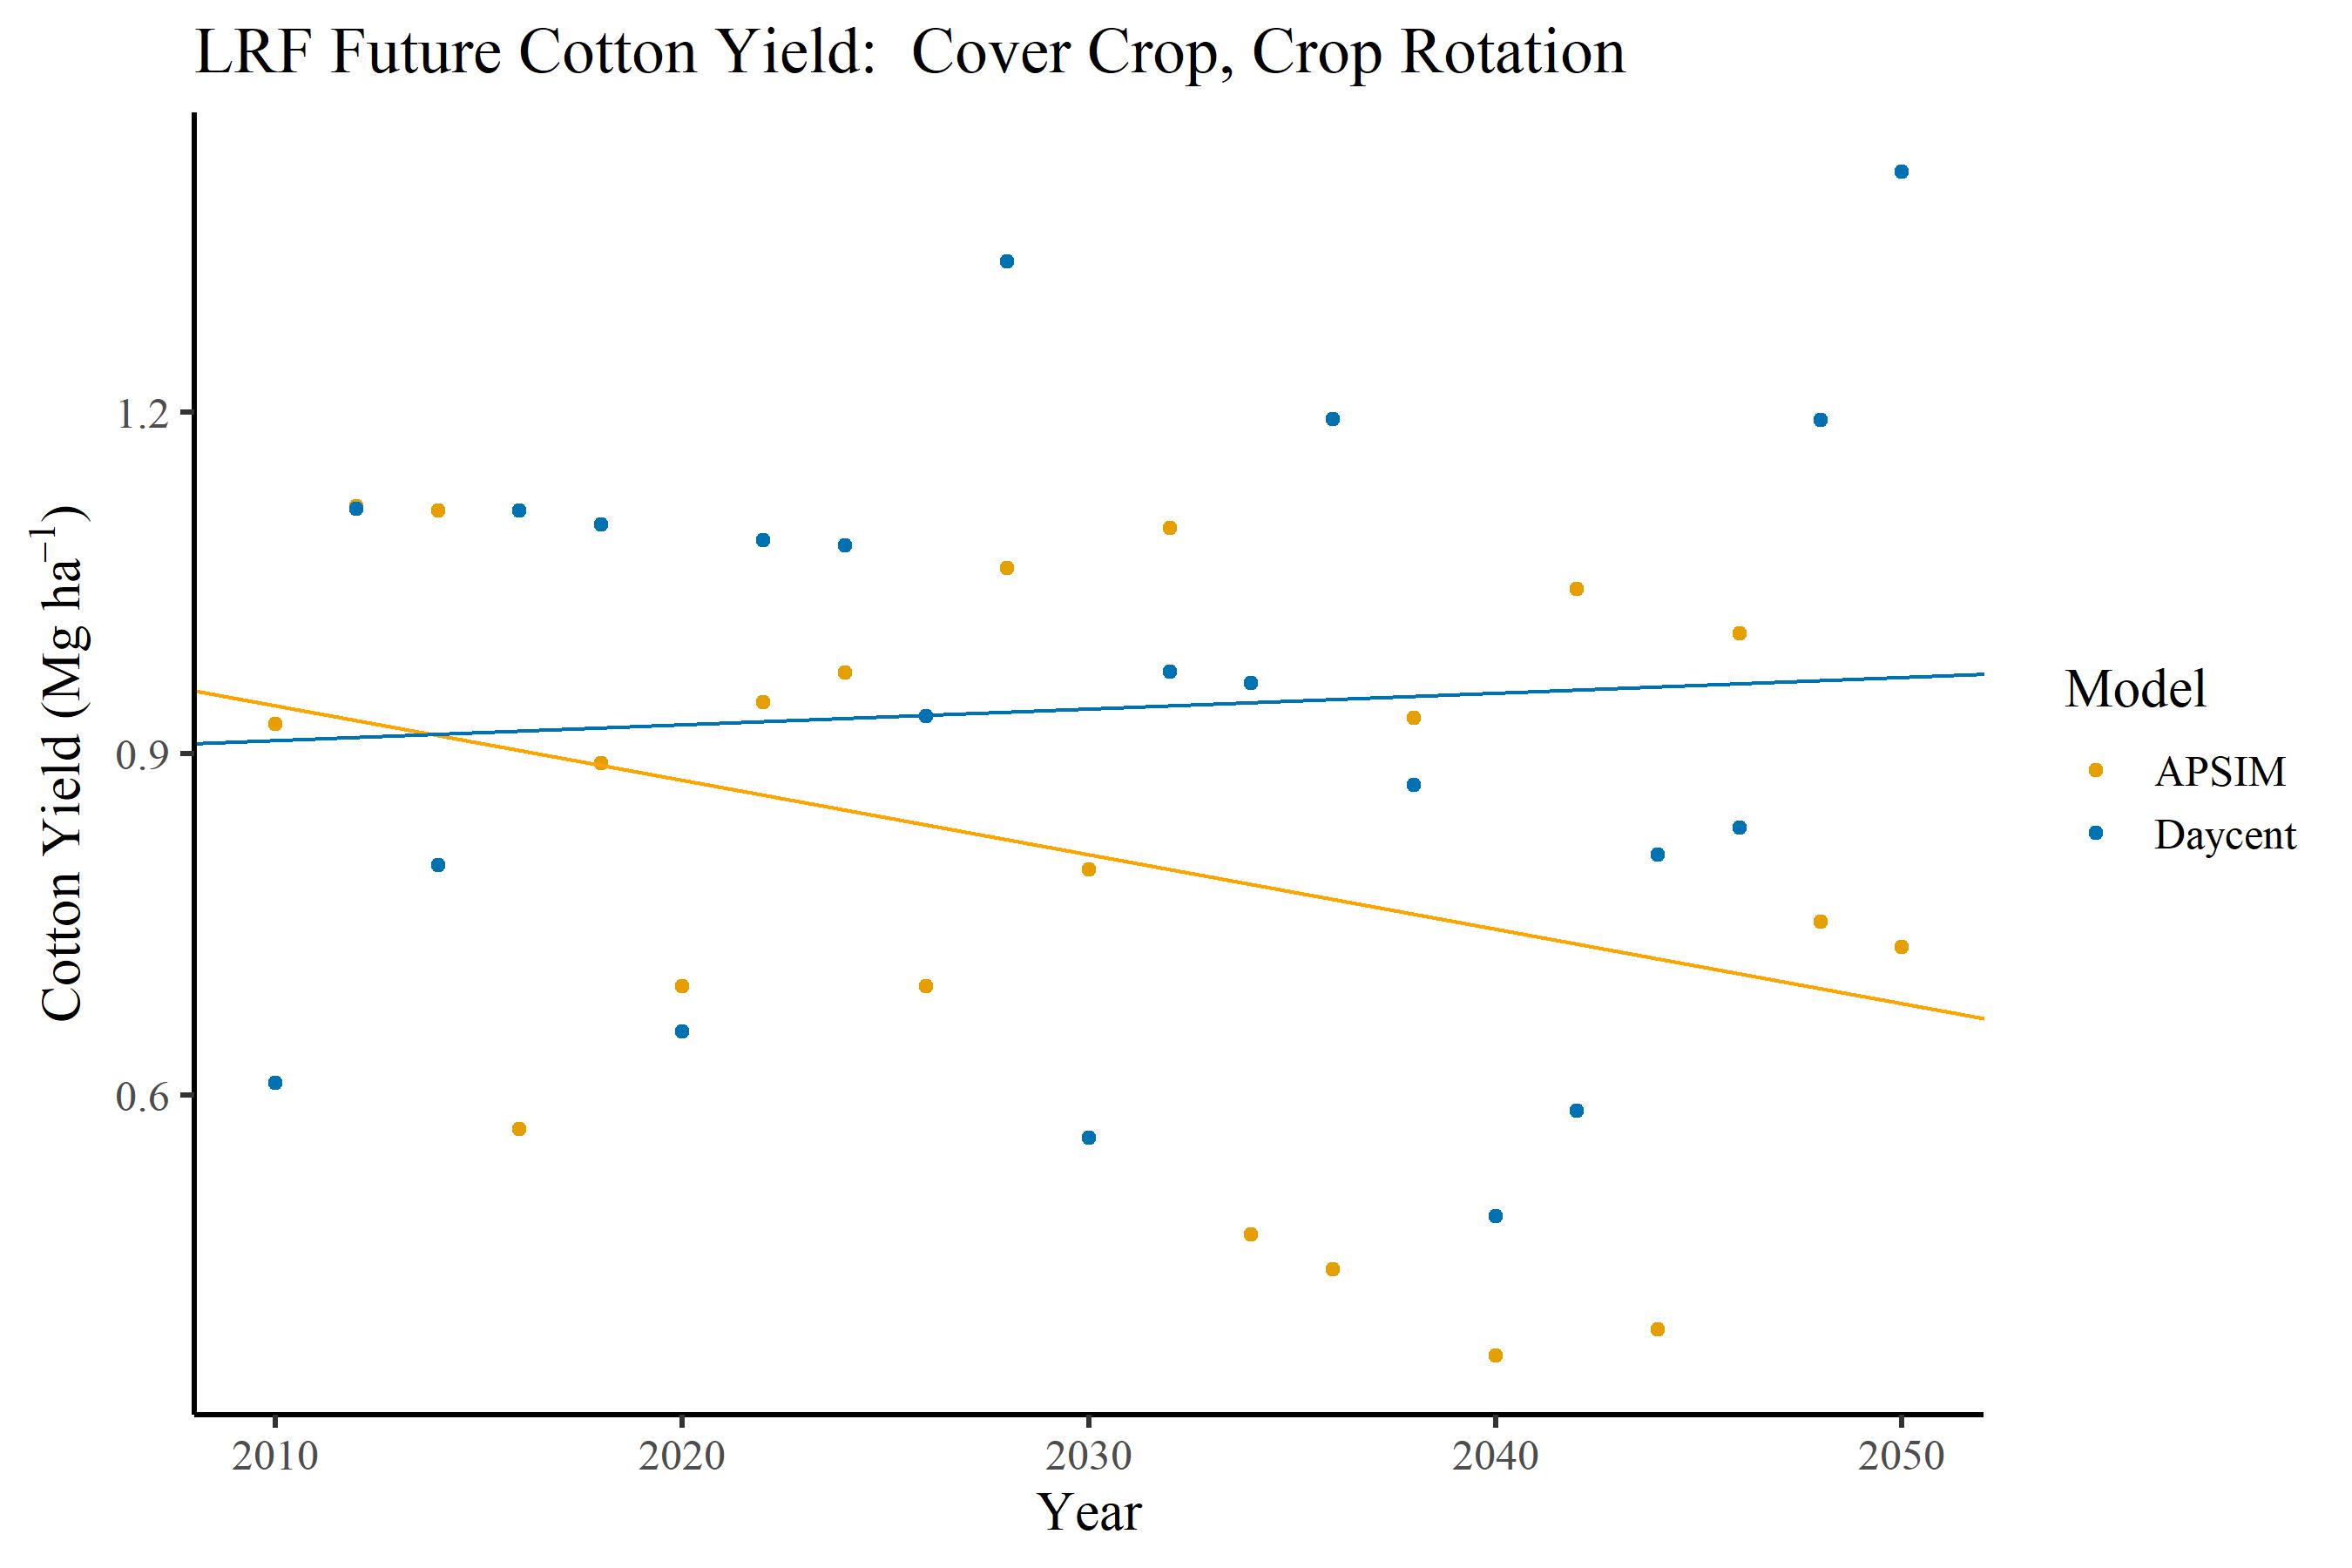 LRF Future Cotton Yield:  Cover Crop, Crop Rotation
Cotton Yield (Mg ha⁻¹)
1.2
0.9
0.6
2010 2020 2030 2040 2050
Year
Model
APSIM
Daycent